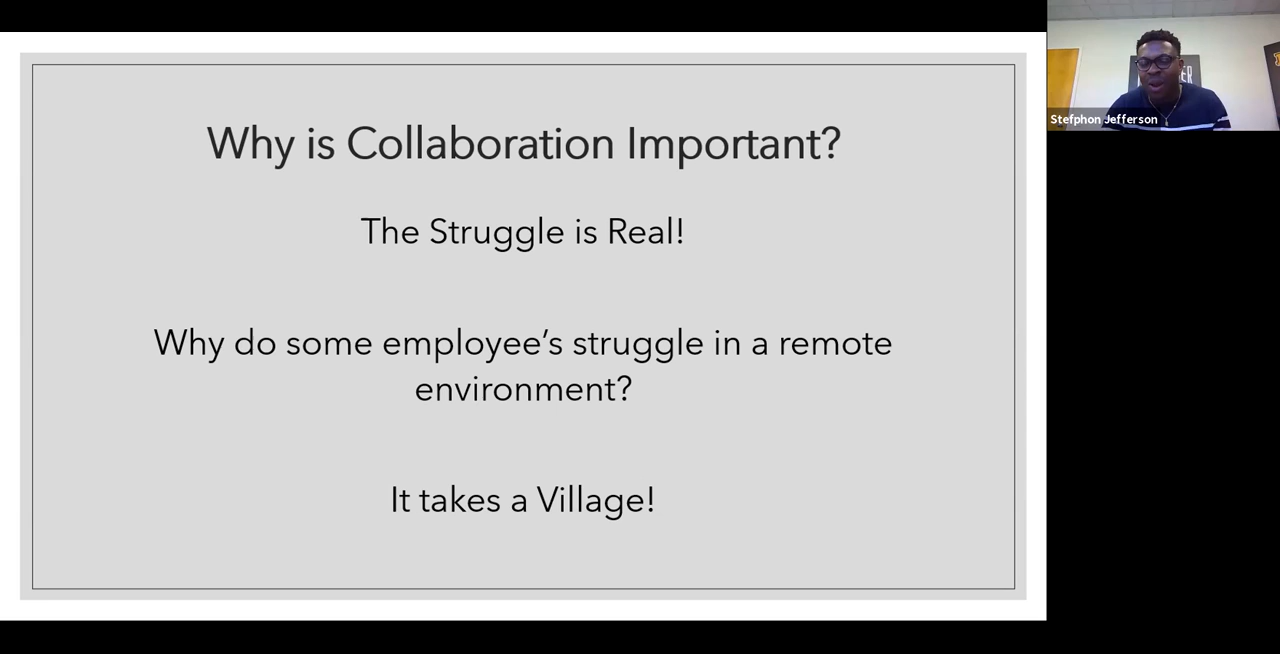 Why is Collaboration Important?
The Struggle is Real!
Why do some employee’s struggle in a remote
environment?
It takes a Village!
Stefphon Jefferson